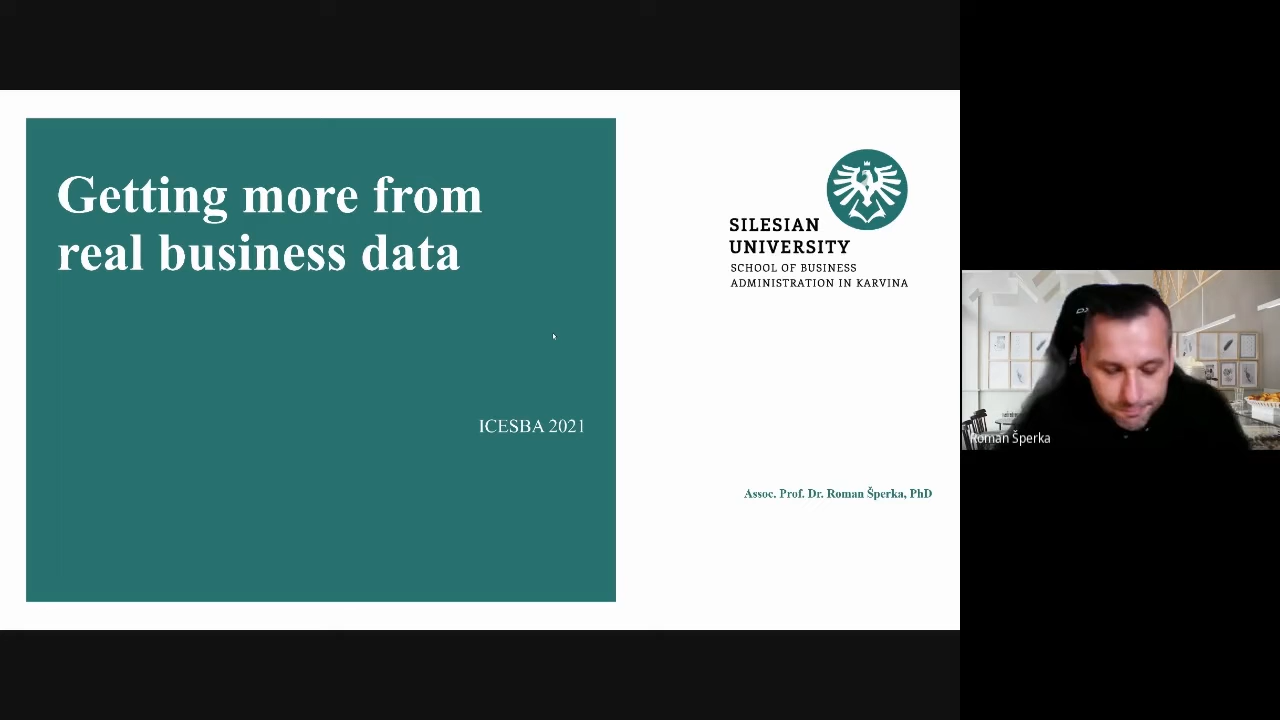 Getting more from
real business data
ICESBA 2021
SILESIAN
UNIVERSITY
SCHOOL OF BUSINESS
ADMINISTRATION IN KARVINA
Assoc. Prof. Dr. Roman Šperka, PhD
Roman Šperka